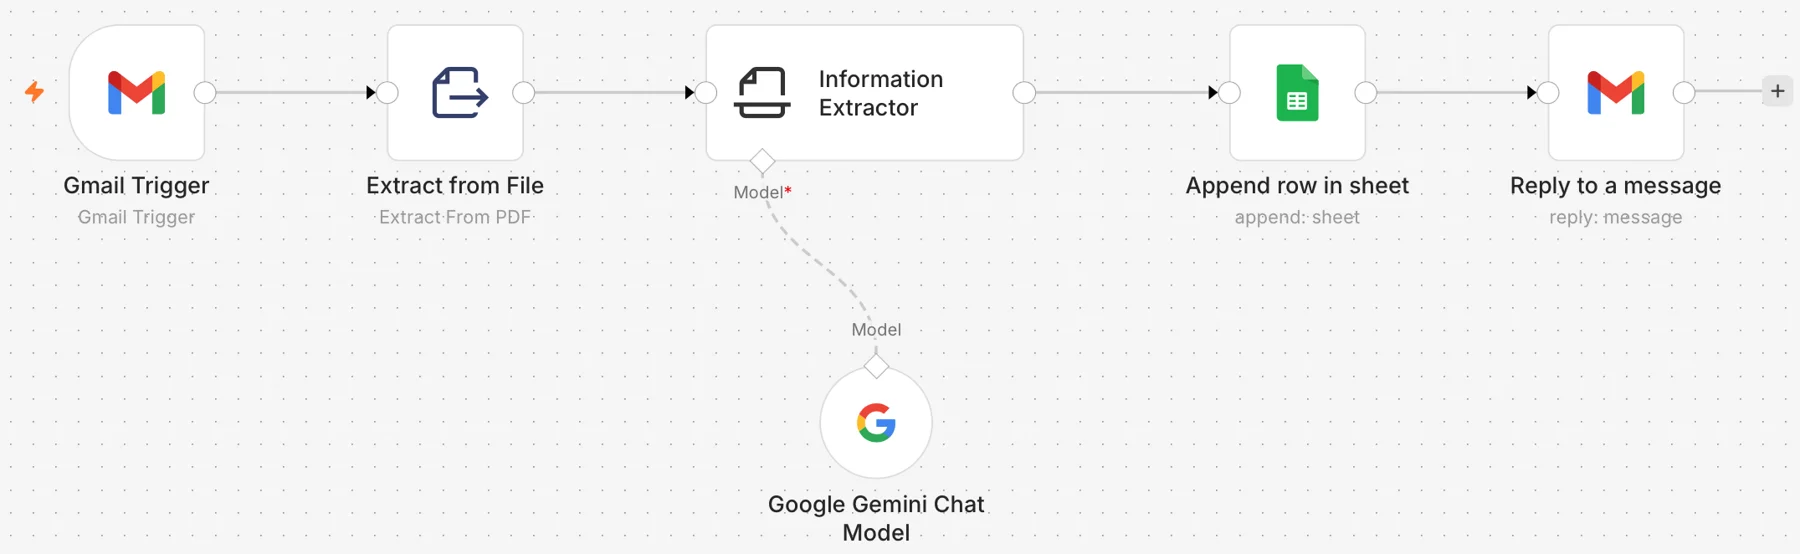 Information
Extractor
Gmail Trigger
Gmail Trigger
Extract from File
Extract From PDF
Model*
Append row in sheet
append: sheet
Reply to a message
reply: message
Model
Google Gemini Chat
Model